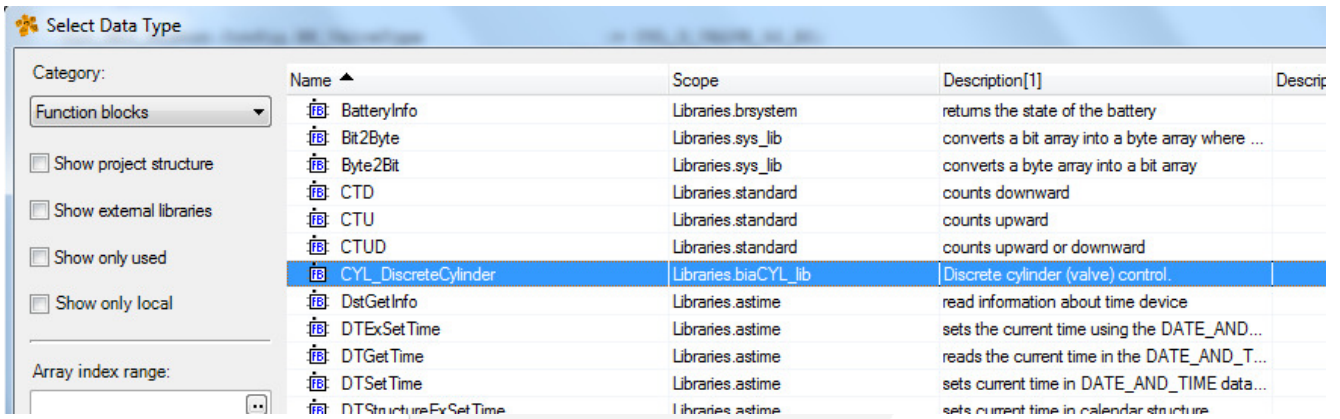 Select Data Type
Category:
Function blocks
Show project structure
Show external libraries
Show only used
Show only local
Array index range:
Name Scope Description[1] Descrip
BatteryInfo Libraries.brsystem returns the state of the battery
Bit2Byte Libraries.sys_lib converts a bit array into a byte array where ...
Byte2Bit Libraries.sys_lib converts a byte array into a bit array
CTD Libraries.standard counts downward
CTU Libraries.standard counts upward
CTUD Libraries.standard counts upward or downward
CYL_DiscreteCylinder Libraries.biaCYL_lib Discrete cylinder (valve) control.
DstGetInfo Libraries.astime read information about time device
DTExSetTime Libraries.astime sets the current time using the DATE_AND...
DTGetTime Libraries.astime reads the current time in the DATE_AND_T...
DTSetTime Libraries.astime sets current time in DATE_AND_TIME data...
DTStructureExSetTime Libraries.astime sets current time in calendar structure